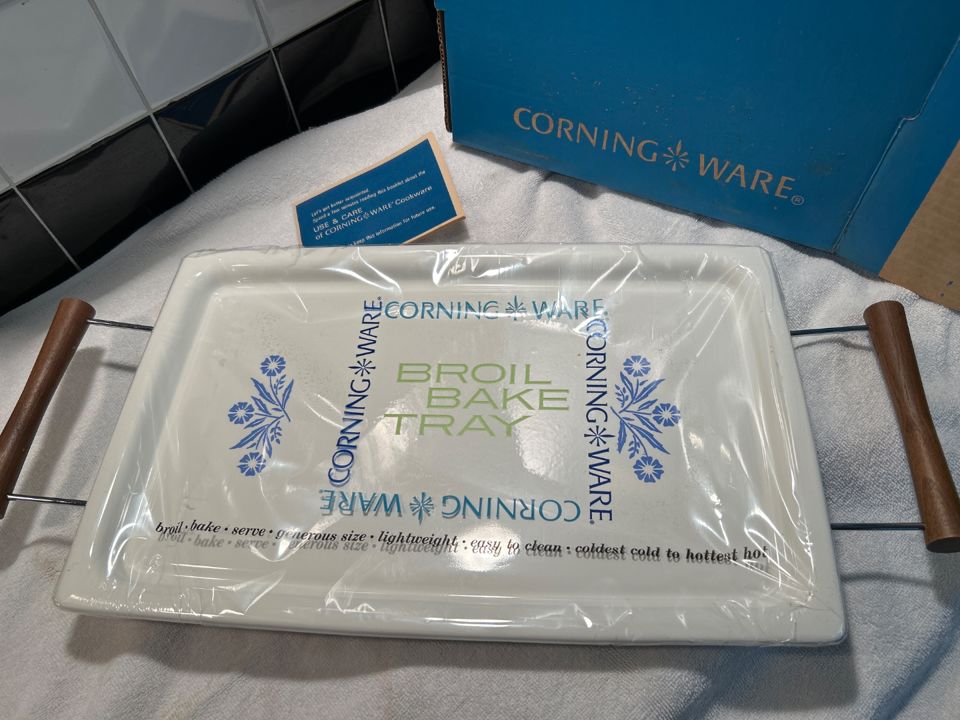 CORNING WARE®
Let's get better acquainted.
Spend a few minutes reading this booklet about the
USE & CARE
of CORNING WARE® Cookware
keep this information for future use.
CORNING WARE®
CORNING WARE®
CORNING WARE®
BROIL
BAKE
TRAY
CORNING WARE
broil • bake • serve • generous size • lightweight • easy to clean • coldest cold to hottest hot